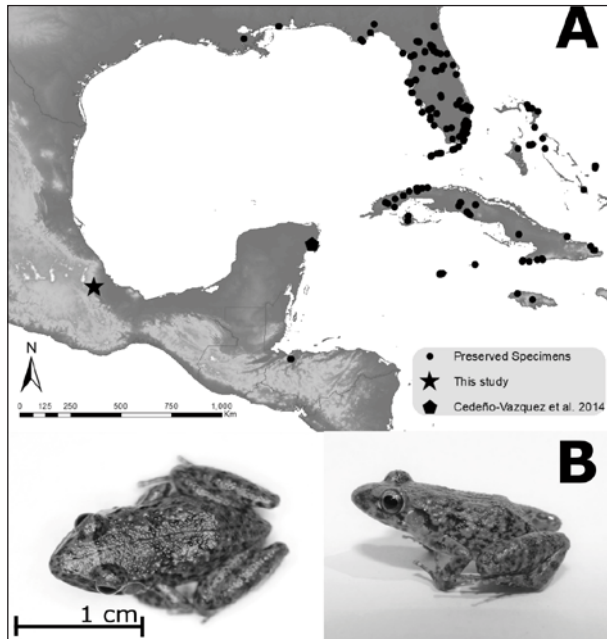 A
N
Preserved Specimens
This study
Cedeño-Vazquez et al. 2014
0 125 250 500 750 1,000
Km
B
1 cm